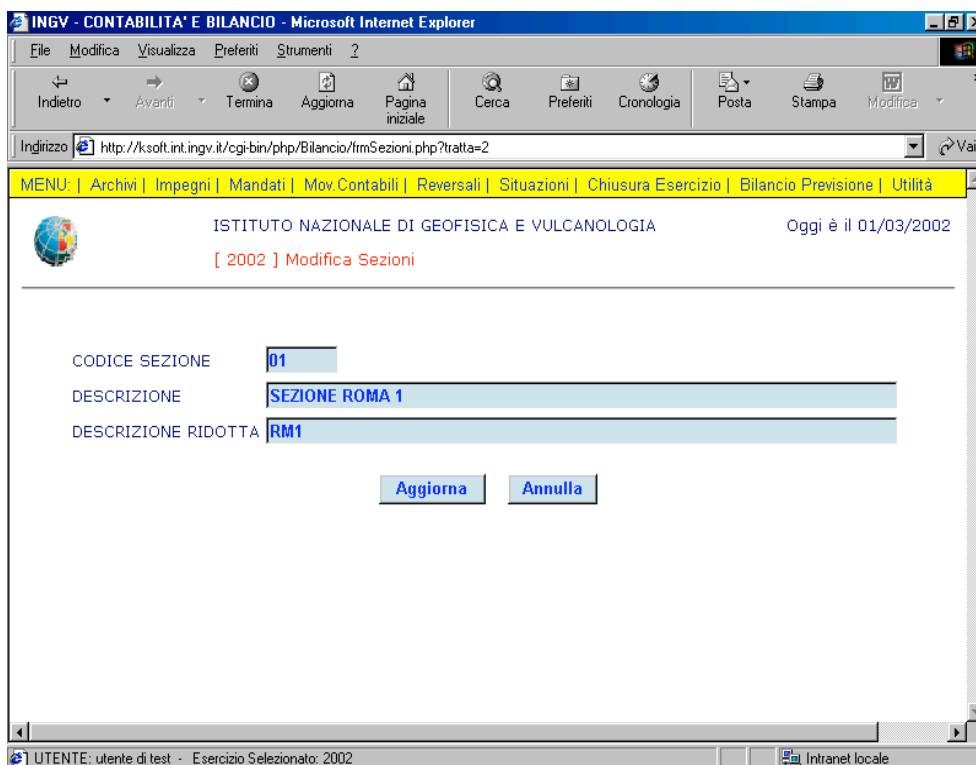 INGV - CONTABILITA' E BILANCIO - Microsoft Internet Explorer
File Modifica Visualizza Preferiti Strumenti ?
Indietro Avanti Termina Aggiorna Pagina iniziale Cerca Preferiti Cronologia Posta Stampa Modifica
Indirizzo http://ksoft.int.ingv.it/cgi-bin/php/Bilancio/frmSezioni.php?tratta=2 Vai
MENU: | Archivi | Impegni | Mandati | Mov.Contabili | Reversali | Situazioni | Chiusura Esercizio | Bilancio Previsione | Utilità
ISTITUTO NAZIONALE DI GEOFISICA E VULCANOLOGIA Oggi è il 01/03/2002
[ 2002 ] Modifica Sezioni
CODICE SEZIONE 01
DESCRIZIONE SEZIONE ROMA 1
DESCRIZIONE RIDOTTA RM1
Aggiorna Annulla
UTENTE: utente di test - Esercizio Selezionato: 2002 Intranet locale